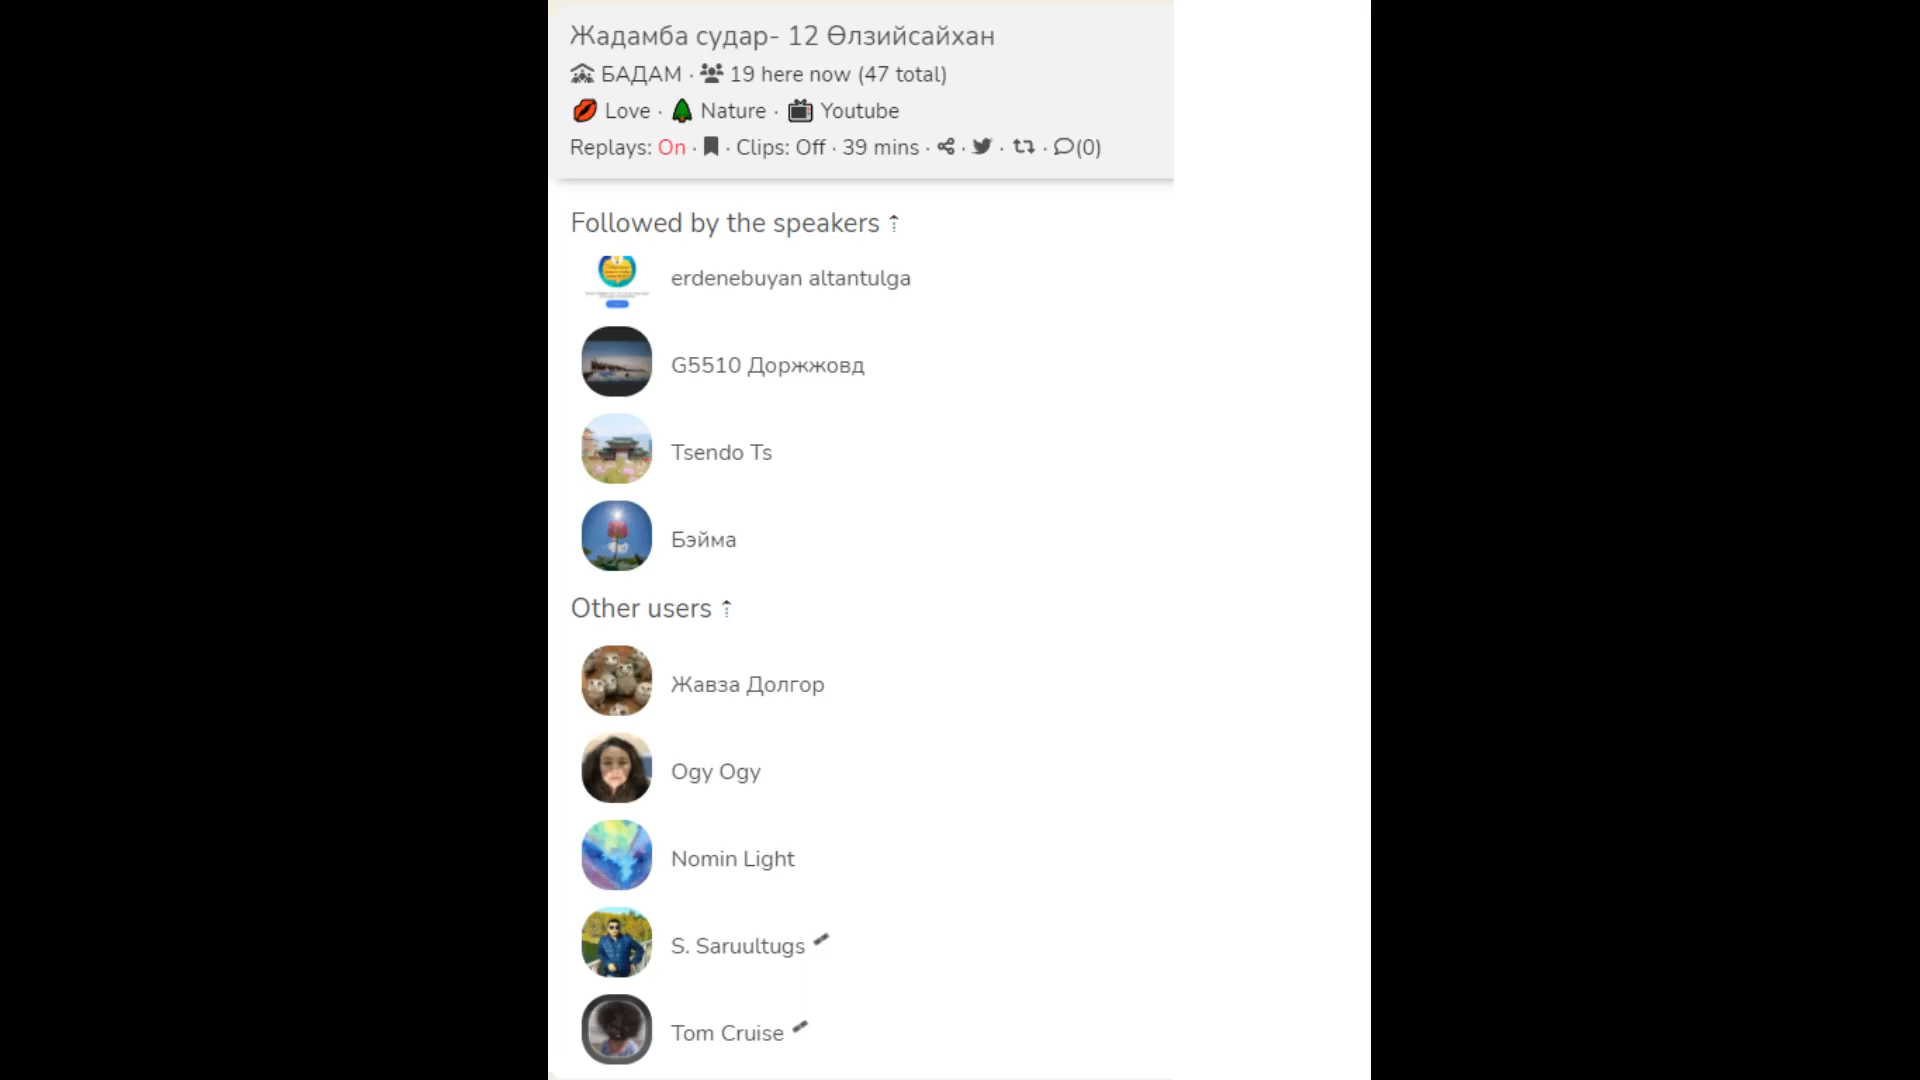 Жадамба судар- 12 Өлзийсайхан
БАДАМ · 19 here now (47 total)
Love · Nature · Youtube
Replays: On · · Clips: Off · 39 mins · · · · (0)
Followed by the speakers
erdenebuyan altantulga
G5510 Доржжовд
Tsendo Ts
Бэйма
Other users
Жавза Долгор
Ogy Ogy
Nomin Light
S. Saruultugs
Tom Cruise